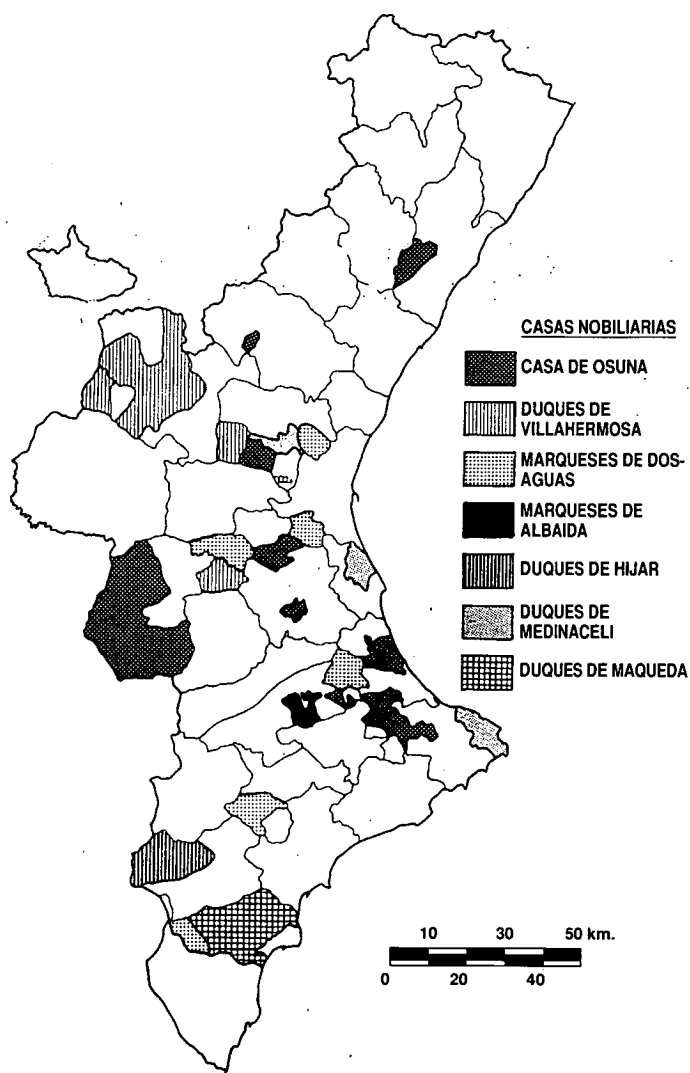 CASAS NOBILIARIAS
CASA DE OSUNA
DUQUES DE
VILLAHERMOSA
MARQUESES DE DOS-
AGUAS
MARQUESES DE
ALBAIDA
DUQUES DE HIJAR
DUQUES DE
MEDINACELI
DUQUES DE MAQUEDA
10 30 50 km.
0 20 40